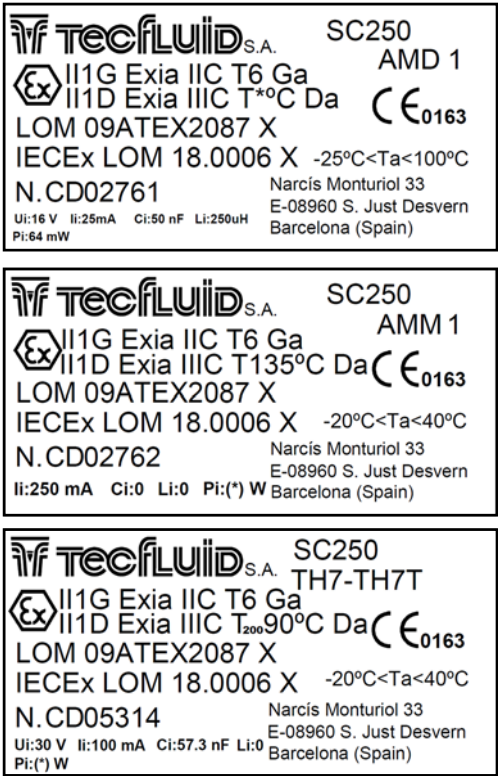 TECFLUID S.A. SC250
AMD 1
Ex II1G Exia IIC T6 Ga
II1D Exia IIIC T*ºC Da CE0163
LOM 09ATEX2087 X
IECEx LOM 18.0006 X -25ºC<Ta<100ºC
N.CD02761
Narcís Monturiol 33
E-08960 S. Just Desvern
Barcelona (Spain)
Ui:16 V Ii:25mA Ci:50 nF Li:250uH
Pi:64 mW
TECFLUID S.A. SC250
AMM 1
Ex II1G Exia IIC T6 Ga
II1D Exia IIIC T135ºC Da CE0163
LOM 09ATEX2087 X
IECEx LOM 18.0006 X -20ºC<Ta<40ºC
N.CD02762
Narcís Monturiol 33
E-08960 S. Just Desvern
Barcelona (Spain)
Ii:250 mA Ci:0 Li:0 Pi:(*) W
TECFLUID S.A. SC250
TH7-TH7T
Ex II1G Exia IIC T6 Ga
II1D Exia IIIC T₂₀₀90ºC Da CE0163
LOM 09ATEX2087 X
IECEx LOM 18.0006 X -20ºC<Ta<40ºC
N.CD05314
Narcís Monturiol 33
E-08960 S. Just Desvern
Barcelona (Spain)
Ui:30 V Ii:100 mA Ci:57.3 nF Li:0
Pi:(*) W